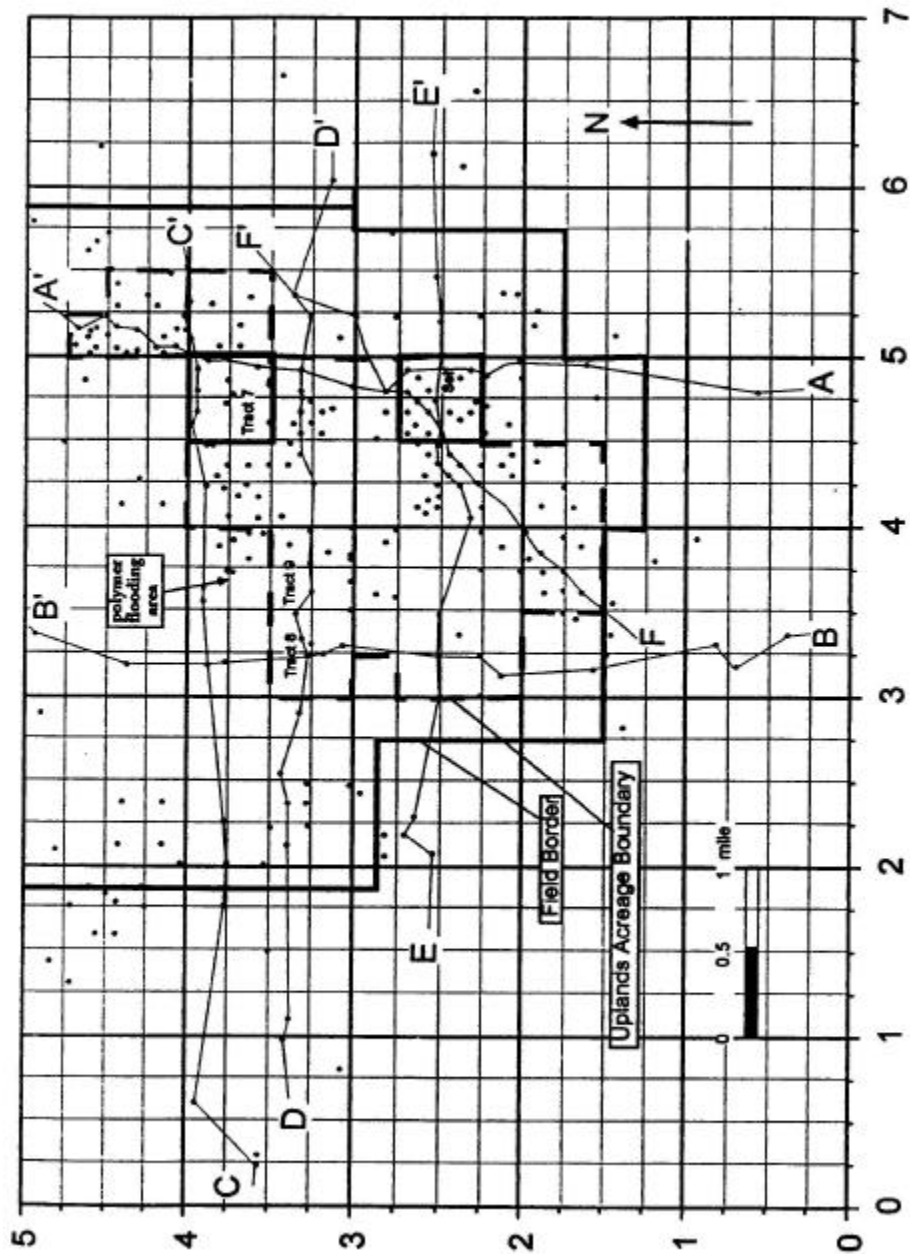 A'
B'
5
polymer
flooding
area
C'
4
C
F'
Tract 7
Tract 8
Tract 9
D
D'
3
E
E'
Self
2
Field Border
N
Uplands Acreage Boundary
F
1
0 0.5 1 mile
A
B
0
0 1 2 3 4 5 6 7